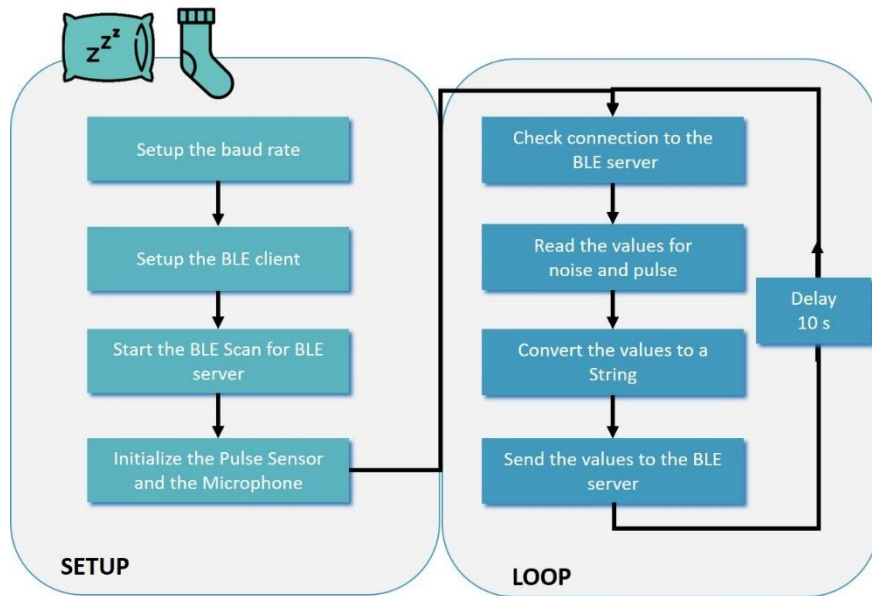 z z z
Setup the baud rate
Setup the BLE client
Start the BLE Scan for BLE
server
Initialize the Pulse Sensor
and the Microphone
SETUP
Check connection to the
BLE server
Read the values for
noise and pulse
Convert the values to a
String
Send the values to the BLE
server
Delay
10 s
LOOP